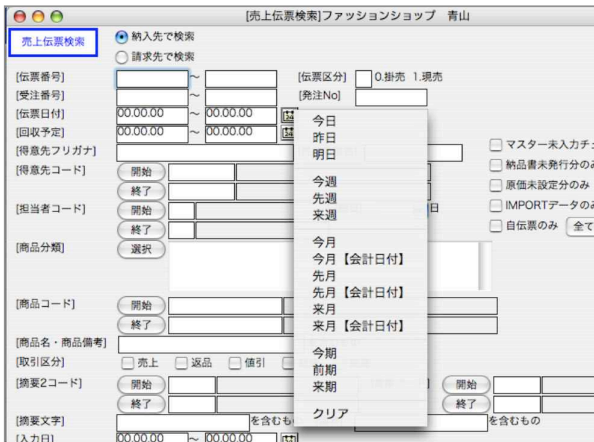 [売上伝票検索]ファッションショップ 青山
売上伝票検索
納入先で検索
請求先で検索
[伝票番号] ～ [伝票区分] 0.掛売 1.現売
[受注番号] ～ [発注No]
[伝票日付] 00.00.00 ～ 00.00.00
[回収予定] 00.00.00 ～ 00.00.00
[得意先フリガナ]
[得意先コード] 開始
終了
[担当者コード] 開始 日
終了
[商品分類] 選択
[商品コード] 開始
終了
[商品名・商品備考]
[取引区分] 売上 返品 値引
[摘要2コード] 開始 開始
終了 終了
[摘要文字] を含むも を含むもの
[入力日] 00.00.00 ～ 00.00.00
今日
昨日
明日
今週
先週
来週
今月
今月【会計日付】
先月
先月【会計日付】
来月
来月【会計日付】
今期
前期
来期
クリア
マスター未入力チェ
納品書未発行分のみ
原価未設定分のみ
IMPORTデータのみ
自伝票のみ 全て